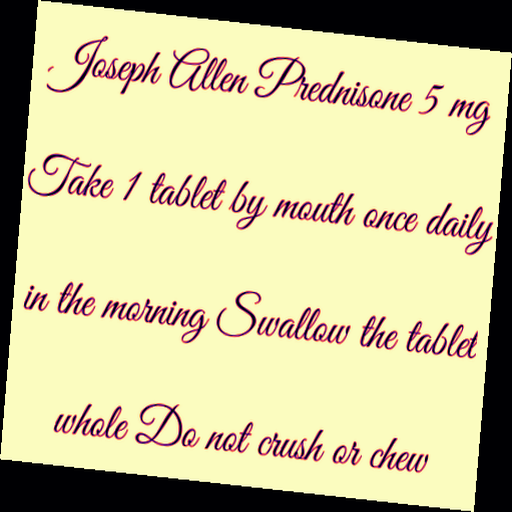 Joseph Allen Prednisone 5 mg
Take 1 tablet by mouth once daily
in the morning Swallow the tablet
whole Do not crush or chew